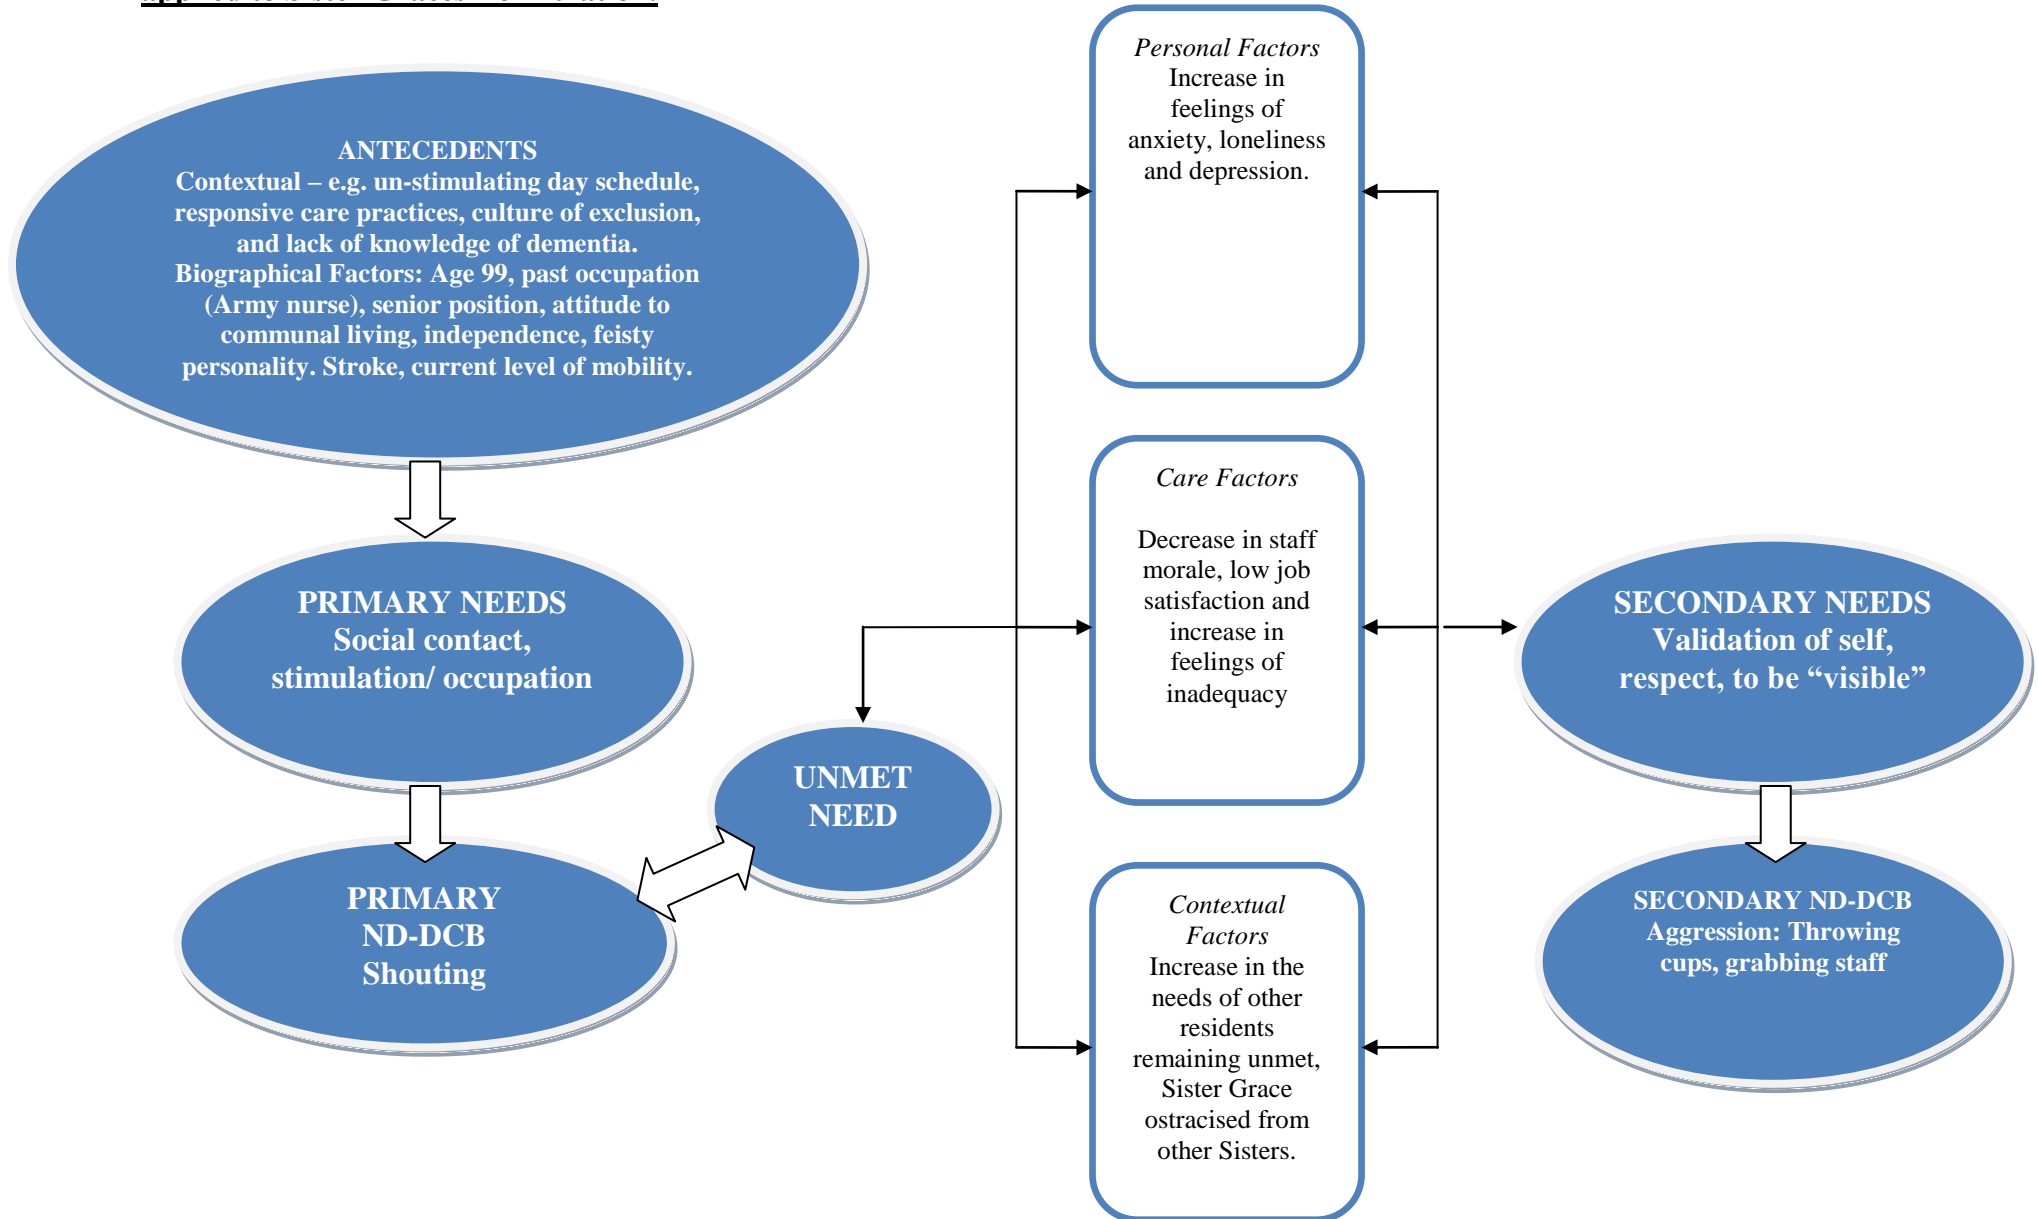 ANTECEDENTS
Contextual – e.g. un-stimulating day schedule,
responsive care practices, culture of exclusion,
and lack of knowledge of dementia.
Biographical Factors: Age 99, past occupation
(Army nurse), senior position, attitude to
communal living, independence, feisty
personality. Stroke, current level of mobility.
PRIMARY NEEDS
Social contact,
stimulation/ occupation
PRIMARY
ND-DCB
Shouting
UNMET
NEED
Personal Factors
Increase in
feelings of
anxiety, loneliness
and depression.
Care Factors
Decrease in staff
morale, low job
satisfaction and
increase in
feelings of
inadequacy
Contextual
Factors
Increase in the
needs of other
residents
remaining unmet,
Sister Grace
ostracised from
other Sisters.
SECONDARY NEEDS
Validation of self,
respect, to be “visible”
SECONDARY ND-DCB
Aggression: Throwing
cups, grabbing staff